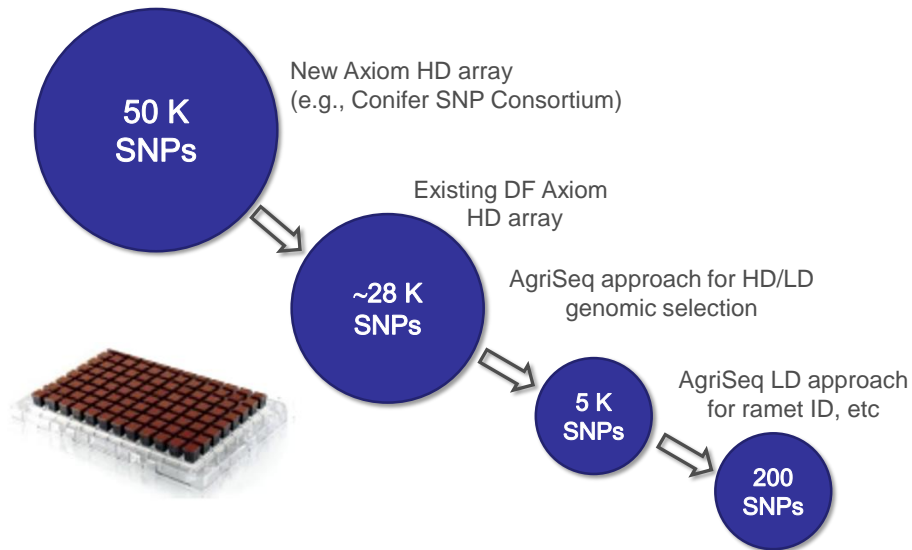 50 K
SNPs
New Axiom HD array
(e.g., Conifer SNP Consortium)
Existing DF Axiom
HD array
~28 K
SNPs
AgriSeq approach for HD/LD
genomic selection
5 K
SNPs
AgriSeq LD approach
for ramet ID, etc
200
SNPs